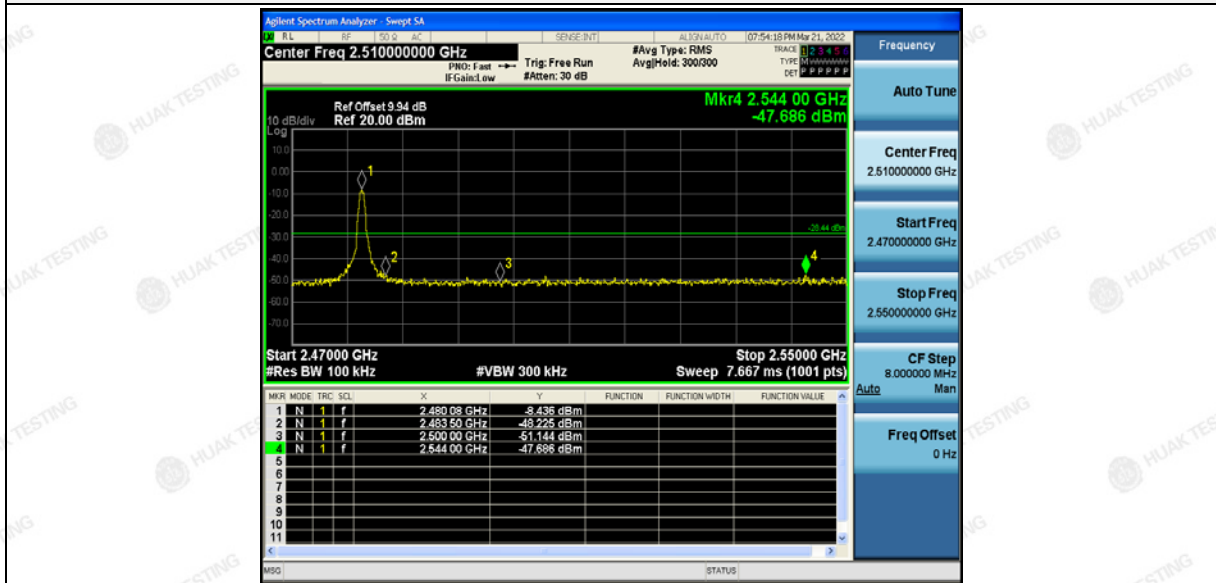 Agilent Spectrum Analyzer - Swept SA
RL RF 50 Ω AC SENSE:INT ALIGN AUTO 07:54:18 PM Mar 21, 2022
Center Freq 2.510000000 GHz
PNO: Fast
IFGain:Low
Trig: Free Run
#Atten: 30 dB
#Avg Type: RMS
Avg|Hold: 300/300
TRACE 1 2 3 4 5 6
TYPE M W W W W W
DET P P P P P P
Ref Offset 9.94 dB
Ref 20.00 dBm
10 dB/div
Log
Mkr4 2.544 00 GHz
-47.686 dBm
10.0
0.00
-10.0
-20.0
-30.0
-40.0
-50.0
-60.0
-70.0
1
2
3
4
-28.44 dBm
Start 2.47000 GHz
Stop 2.55000 GHz
#Res BW 100 kHz
#VBW 300 kHz
Sweep 7.667 ms (1001 pts)
MKR MODE TRC SCL X Y FUNCTION FUNCTION WIDTH FUNCTION VALUE
1 N 1 f 2.480 08 GHz -8.436 dBm
2 N 1 f 2.483 50 GHz -48.225 dBm
3 N 1 f 2.500 00 GHz -51.144 dBm
4 N 1 f 2.544 00 GHz -47.686 dBm
5
6
7
8
9
10
11
MSG
STATUS
Frequency
Auto Tune
Center Freq
2.510000000 GHz
Start Freq
2.470000000 GHz
Stop Freq
2.550000000 GHz
CF Step
8.000000 MHz
Auto Man
Freq Offset
0 Hz
HUAK TESTING
HUAK TESTING
HUAK TESTING
HUAK TESTING
HUAK TESTING